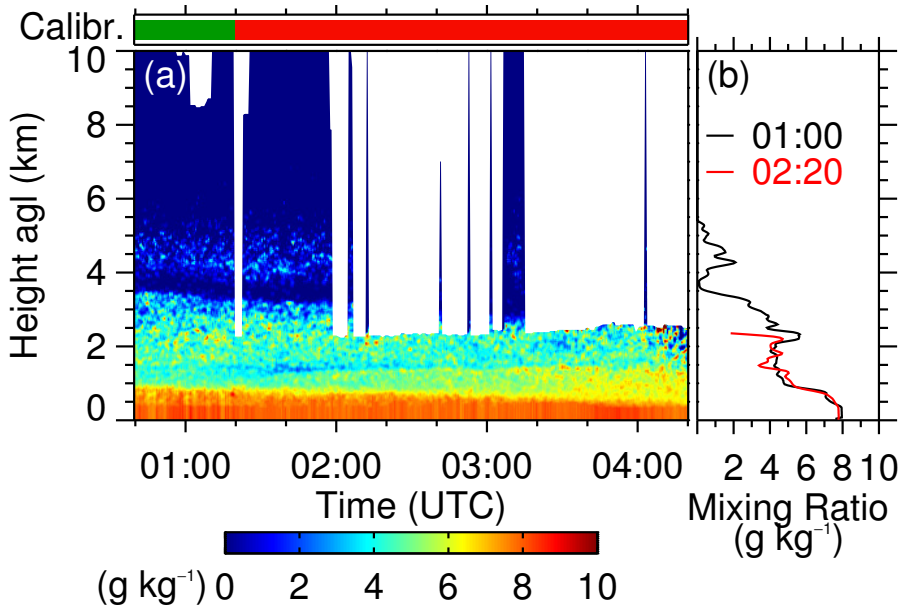 Calibr.
(a)
(b)
10
8
6
4
2
0
Height agl (km)
01:00
02:20
01:00 02:00 03:00 04:00
Time (UTC)
2 4 6 8 10
Mixing Ratio
(g kg⁻¹)
(g kg⁻¹) 0 2 4 6 8 10